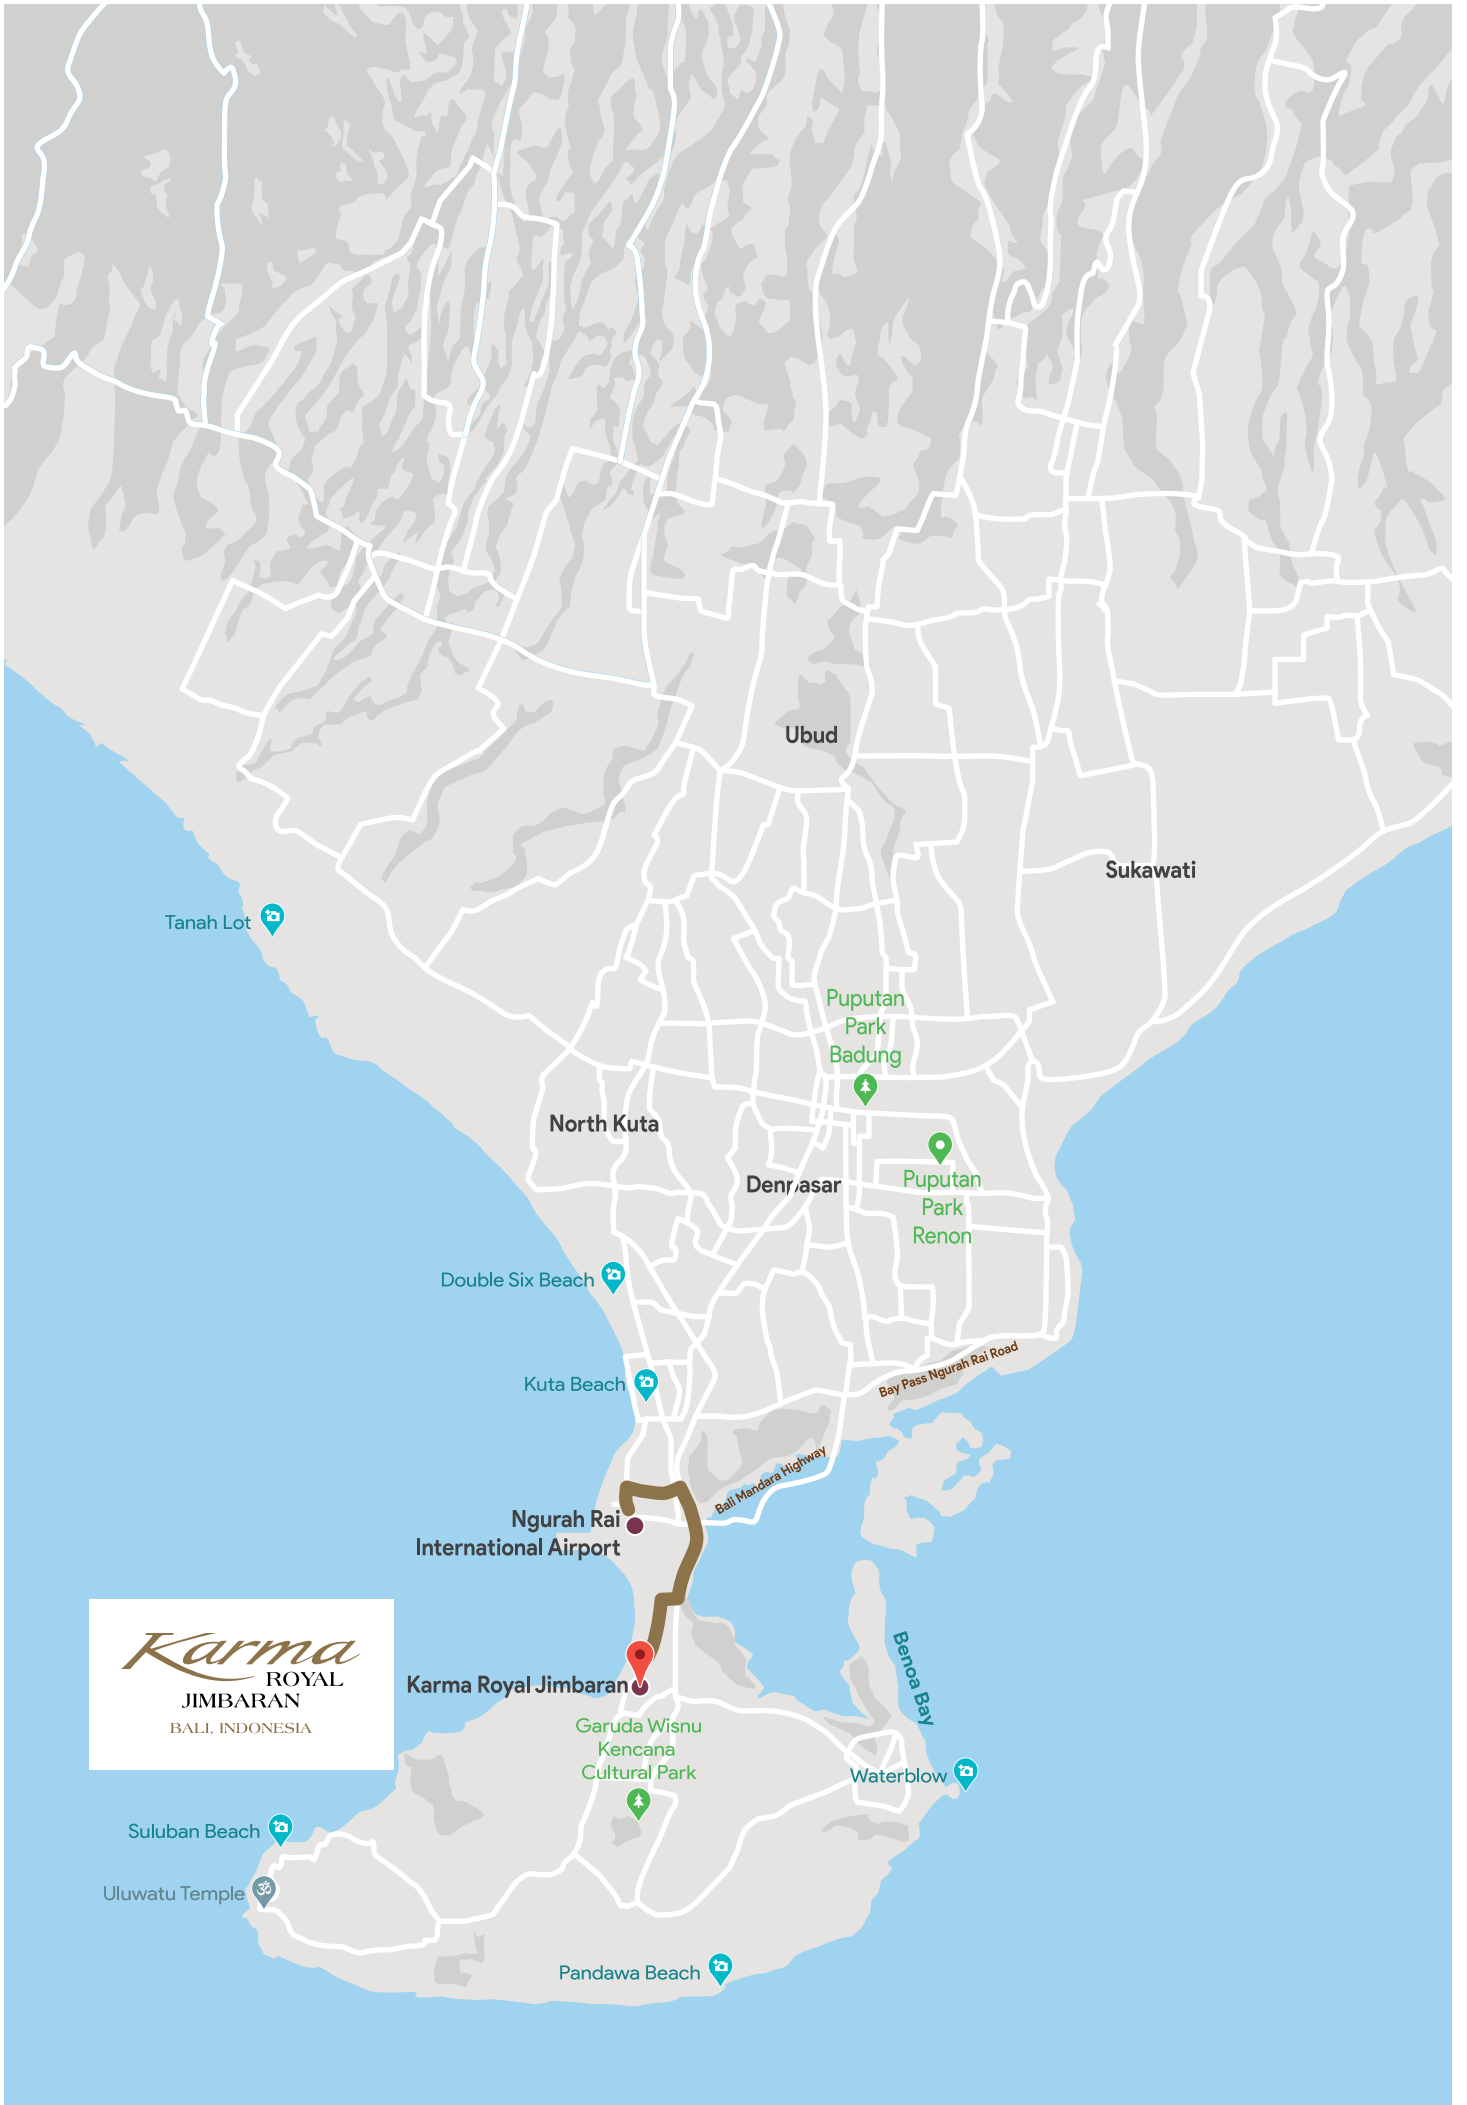 Ubud
Sukawati
Tanah Lot
Puputan
Park
Badung
North Kuta
Denpasar
Puputan
Park
Renon
Double Six Beach
Kuta Beach
Bay Pass Ngurah Rai Road
Bali Mandara Highway
Ngurah Rai
International Airport
Karma
ROYAL
JIMBARAN
BALI, INDONESIA
Karma Royal Jimbaran
Benoa Bay
Garuda Wisnu
Kencana
Cultural Park
Waterblow
Suluban Beach
Uluwatu Temple
ॐ
Pandawa Beach